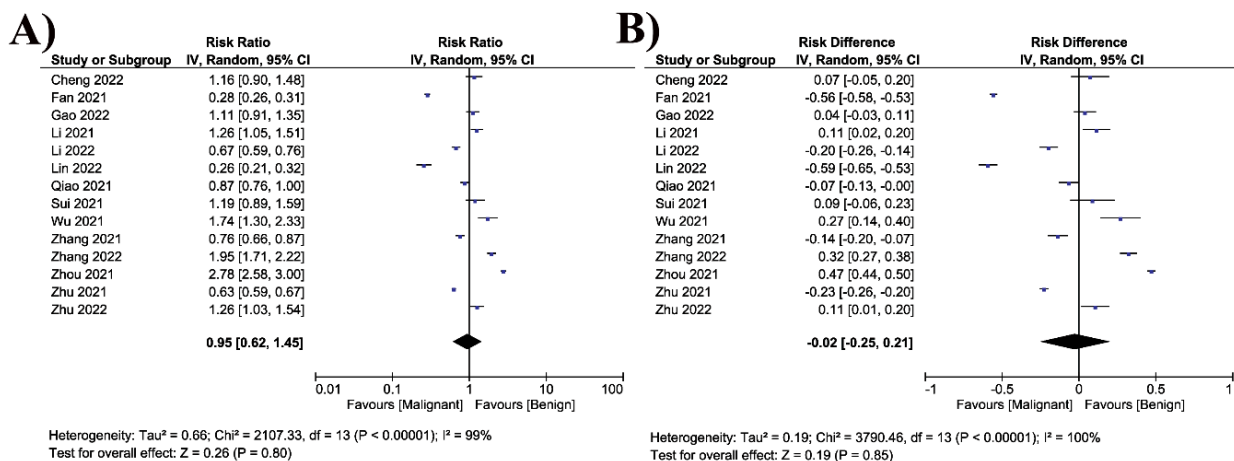 A)
Risk Ratio Risk Ratio
Study or Subgroup IV, Random, 95% CI IV, Random, 95% CI
Cheng 2022 1.16 [0.90, 1.48]
Fan 2021 0.28 [0.26, 0.31]
Gao 2022 1.11 [0.91, 1.35]
Li 2021 1.26 [1.05, 1.51]
Li 2022 0.67 [0.59, 0.76]
Lin 2022 0.26 [0.21, 0.32]
Qiao 2021 0.87 [0.76, 1.00]
Sui 2021 1.19 [0.89, 1.59]
Wu 2021 1.74 [1.30, 2.33]
Zhang 2021 0.76 [0.66, 0.87]
Zhang 2022 1.95 [1.71, 2.22]
Zhou 2021 2.78 [2.58, 3.00]
Zhu 2021 0.63 [0.59, 0.67]
Zhu 2022 1.26 [1.03, 1.54]
0.95 [0.62, 1.45]
0.01 0.1 1 10 100
Favours [Malignant] Favours [Benign]
Heterogeneity: Tau² = 0.66; Chi² = 2107.33, df = 13 (P < 0.00001); I² = 99%
Test for overall effect: Z = 0.26 (P = 0.80)
B)
Risk Difference Risk Difference
Study or Subgroup IV, Random, 95% CI IV, Random, 95% CI
Cheng 2022 0.07 [-0.05, 0.20]
Fan 2021 -0.56 [-0.58, -0.53]
Gao 2022 0.04 [-0.03, 0.11]
Li 2021 0.11 [0.02, 0.20]
Li 2022 -0.20 [-0.26, -0.14]
Lin 2022 -0.59 [-0.65, -0.53]
Qiao 2021 -0.07 [-0.13, -0.00]
Sui 2021 0.09 [-0.06, 0.23]
Wu 2021 0.27 [0.14, 0.40]
Zhang 2021 -0.14 [-0.20, -0.07]
Zhang 2022 0.32 [0.27, 0.38]
Zhou 2021 0.47 [0.44, 0.50]
Zhu 2021 -0.23 [-0.26, -0.20]
Zhu 2022 0.11 [0.01, 0.20]
-0.02 [-0.25, 0.21]
-1 -0.5 0 0.5 1
Favours [Malignant] Favours [Benign]
Heterogeneity: Tau² = 0.19; Chi² = 3790.46, df = 13 (P < 0.00001); I² = 100%
Test for overall effect: Z = 0.19 (P = 0.85)